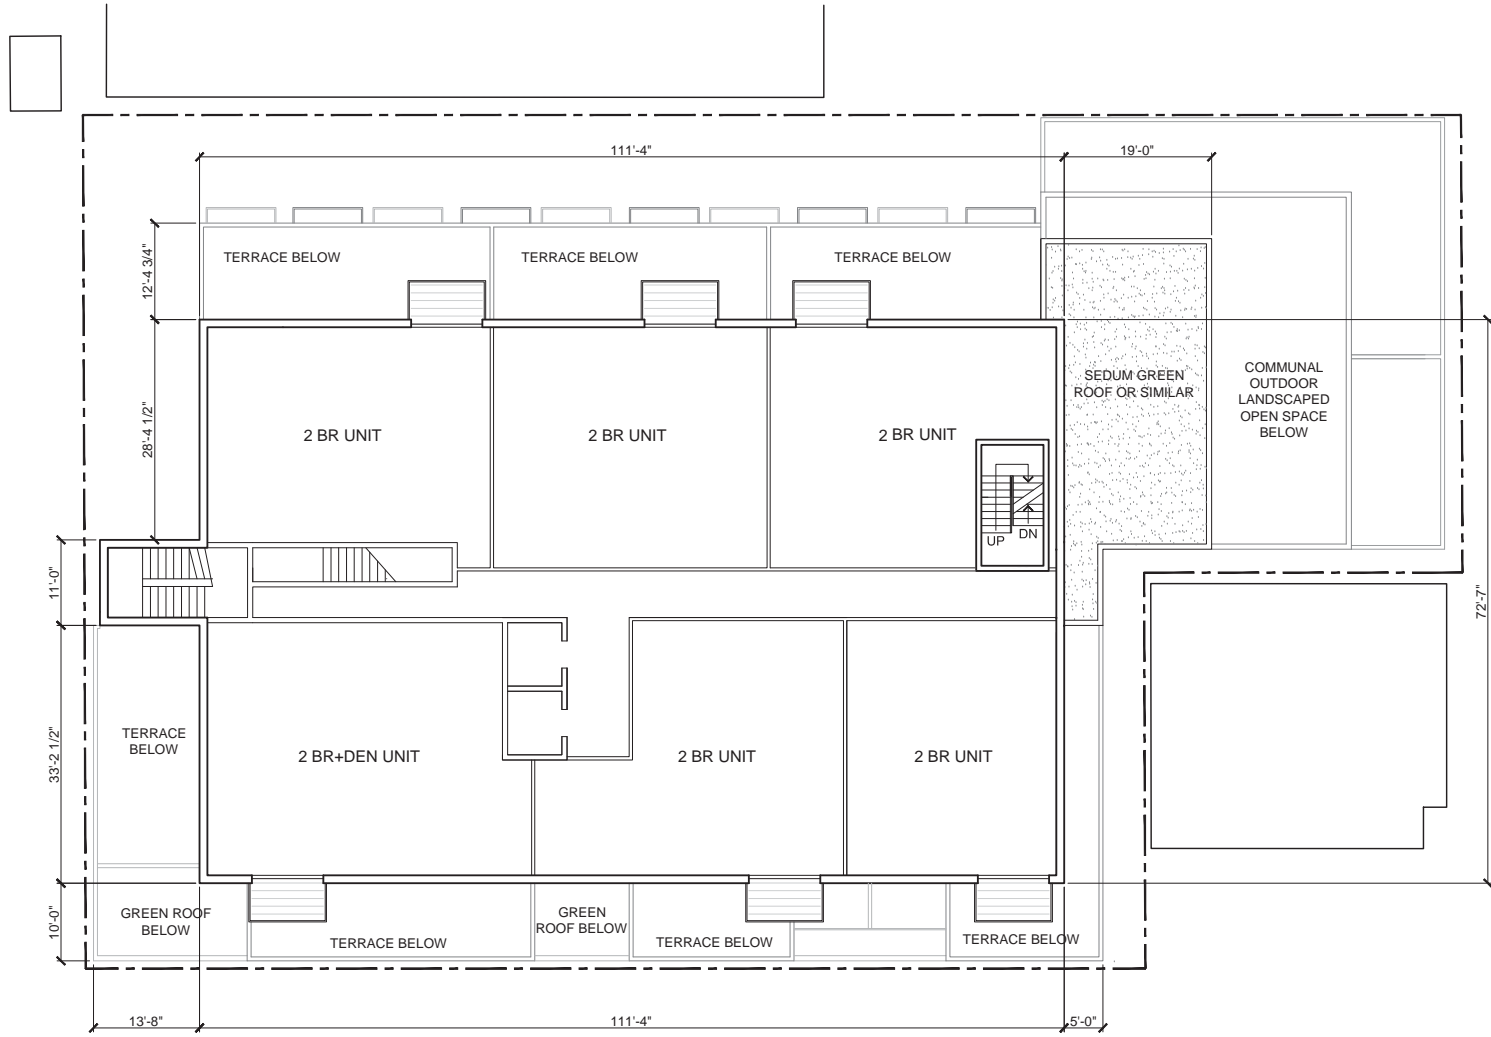 111'-4"
19'-0"
12'-4 3/4"
TERRACE BELOW
TERRACE BELOW
TERRACE BELOW
28'-4 1/2"
2 BR UNIT
2 BR UNIT
2 BR UNIT
SEDUM GREEN
ROOF OR SIMILAR
COMMUNAL
OUTDOOR
LANDSCAPED
OPEN SPACE
BELOW
UP
DN
11'-0"
72'-7"
33'-2 1/2"
TERRACE
BELOW
2 BR+DEN UNIT
2 BR UNIT
2 BR UNIT
10'-0"
GREEN ROOF
BELOW
TERRACE BELOW
GREEN
ROOF BELOW
TERRACE BELOW
TERRACE BELOW
13'-8"
111'-4"
5'-0"